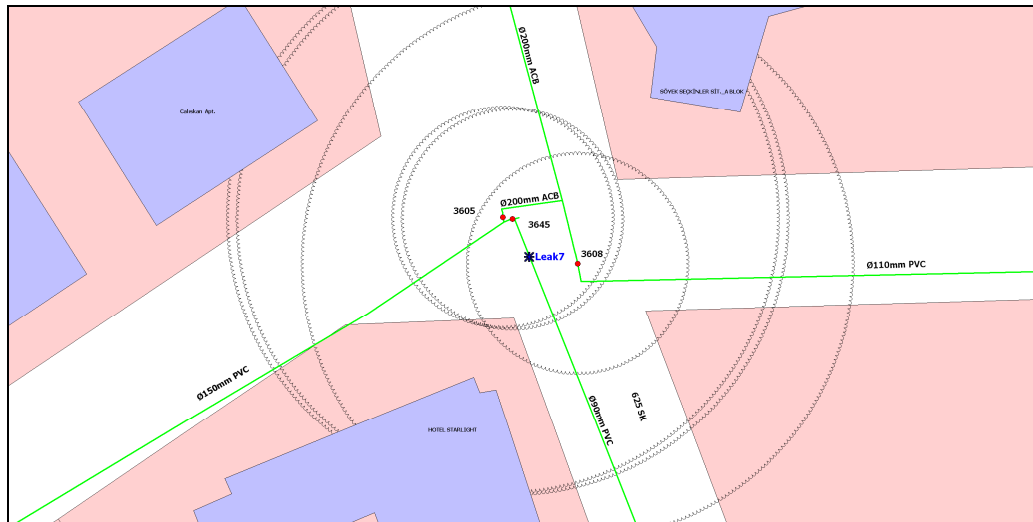 Ø200mm ACB
SÖYEK SEÇKİNLER SİT._A BLOK
Caleskan Apt.
Ø200mm ACB
3605
3645
3608
Leak7
Ø110mm PVC
Ø150mm PVC
Ø90mm PVC
625 SK
HOTEL STARLIGHT